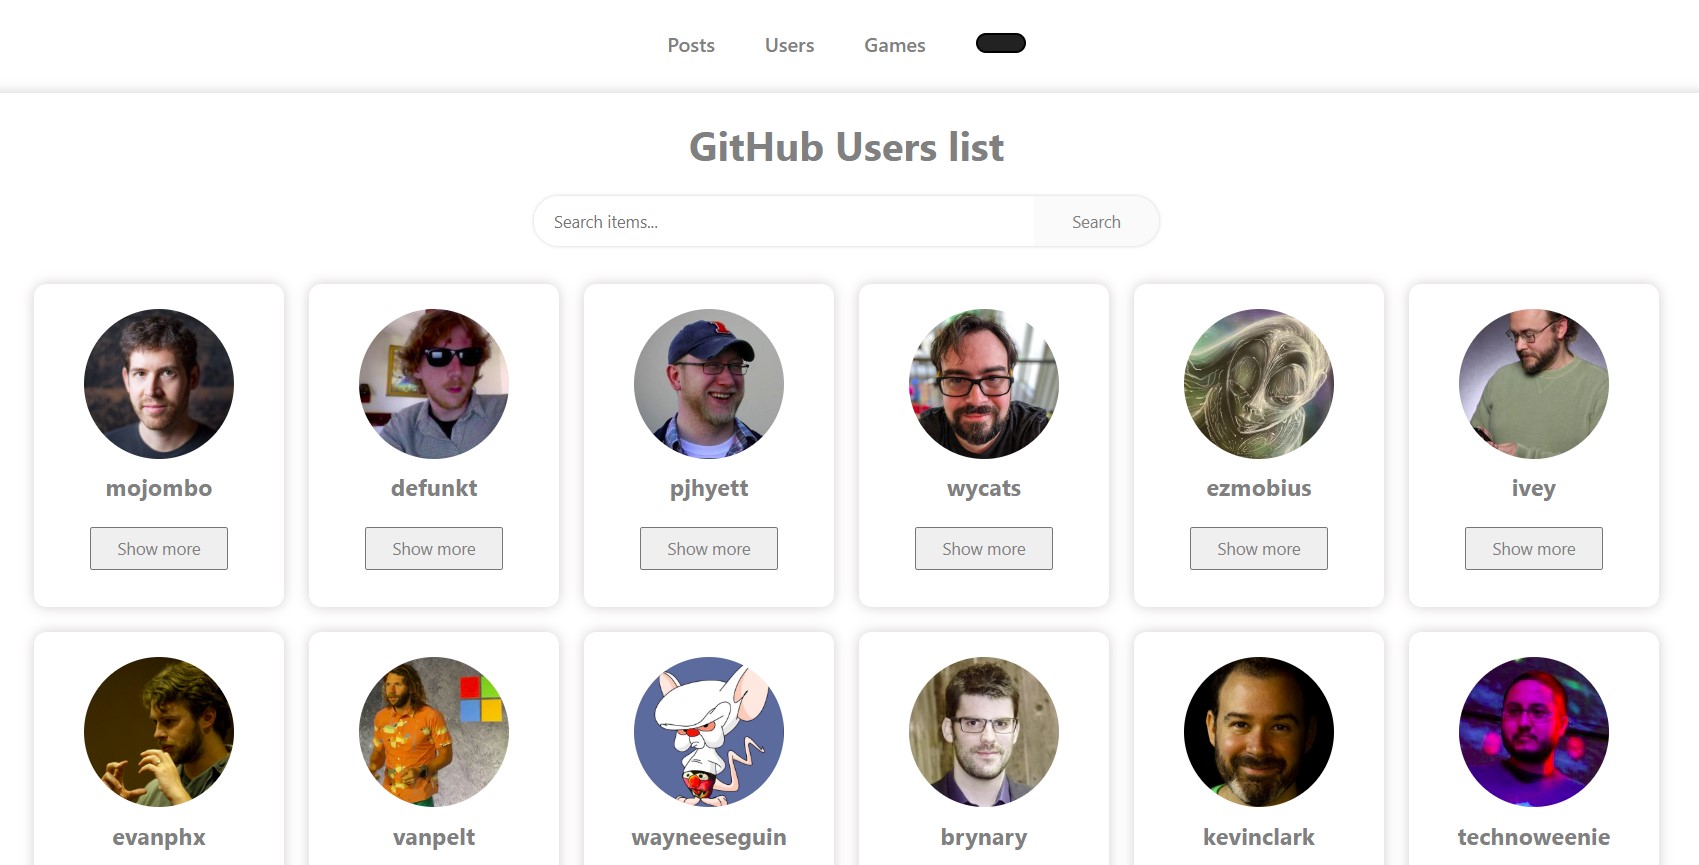 Posts Users Games
GitHub Users list
Search items... Search
mojombo defunkt pjhyett wycats ezmobius ivey
Show more Show more Show more Show more Show more Show more
evanphx vanpelt wayneeseguin brynary kevinclark technoweenie